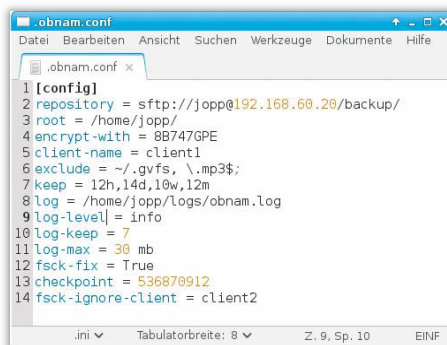 .obnam.conf
Datei Bearbeiten Ansicht Suchen Werkzeuge Dokumente Hilfe
.obnam.conf ×
1 [config]
2 repository = sftp://jopp@192.168.60.20/backup/
3 root = /home/jopp/
4 encrypt-with = 8B747GPE
5 client-name = client1
6 exclude = ~/.gvfs, \.mp3$;
7 keep = 12h,14d,10w,12m
8 log = /home/jopp/logs/obnam.log
9 log-level = info
10 log-keep = 7
11 log-max = 30 mb
12 fsck-fix = True
13 checkpoint = 536870912
14 fsck-ignore-client = client2
.ini Tabulatorbreite: 8 Z. 9, Sp. 10 EINF